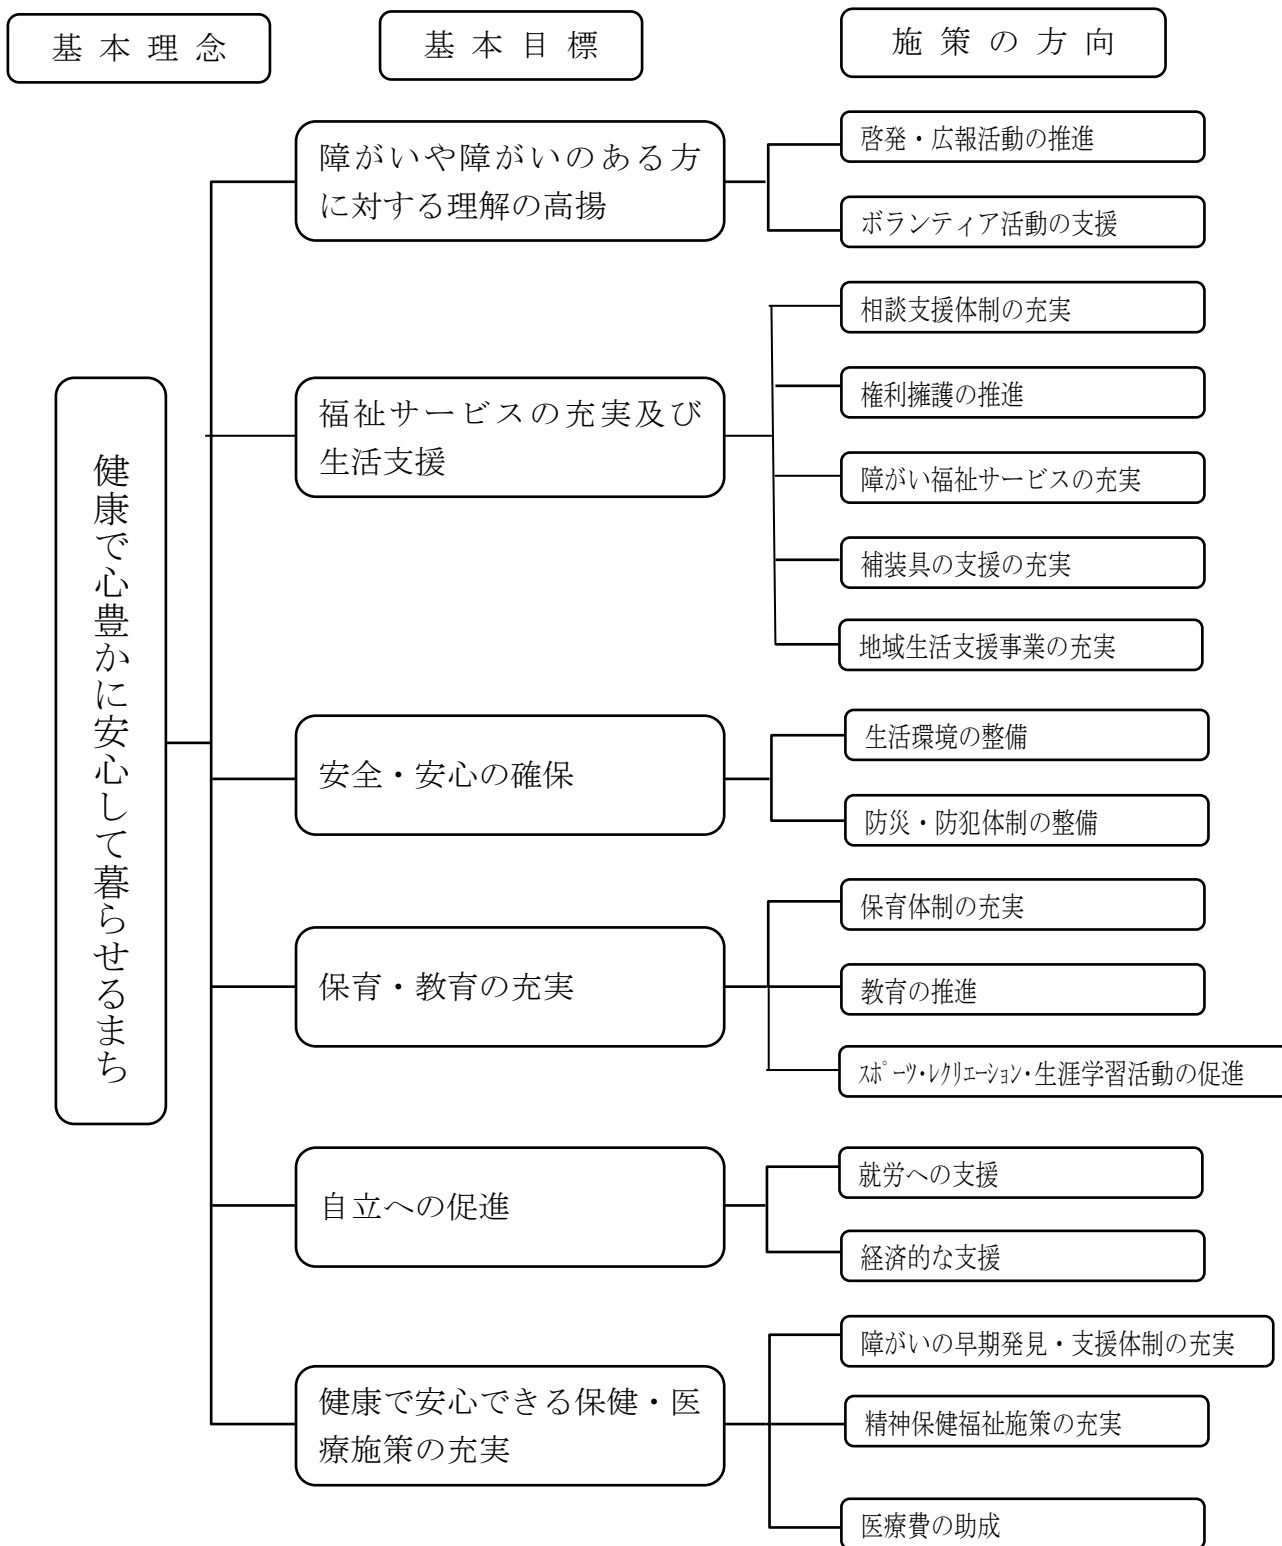 基本理念
基本目標
施策の方向
健康で心豊かに安心して暮らせるまち
障がいや障がいのある方
に対する理解の高揚
啓発・広報活動の推進
ボランティア活動の支援
福祉サービスの充実及び
生活支援
相談支援体制の充実
権利擁護の推進
障がい福祉サービスの充実
補装具の支援の充実
地域生活支援事業の充実
安全・安心の確保
生活環境の整備
防災・防犯体制の整備
保育・教育の充実
保育体制の充実
教育の推進
ｽﾎﾟｰﾂ・ﾚｸﾘｴｰｼｮﾝ・生涯学習活動の促進
自立への促進
就労への支援
経済的な支援
健康で安心できる保健・医
療施策の充実
障がいの早期発見・支援体制の充実
精神保健福祉施策の充実
医療費の助成